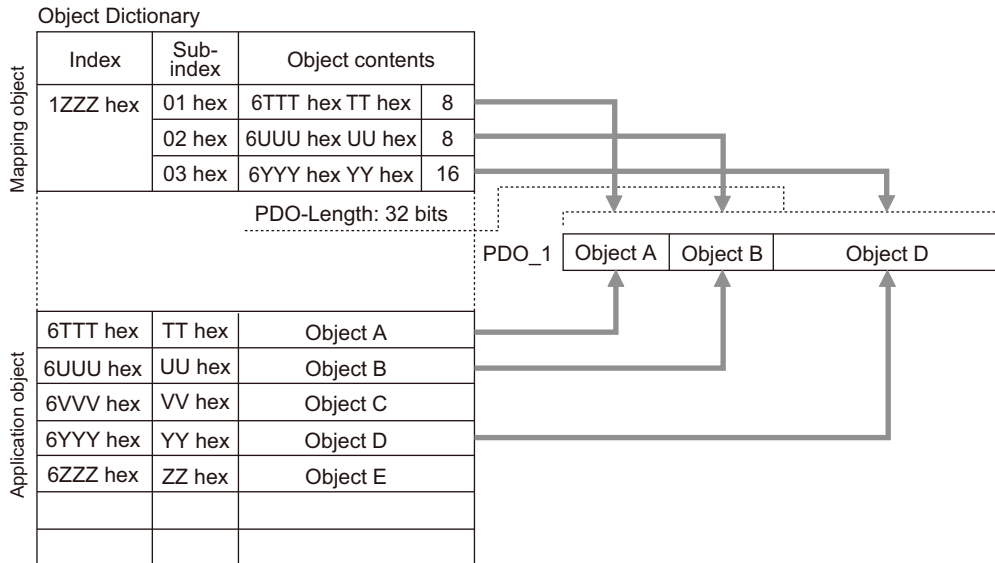 Object Dictionary
Index Sub-index Object contents
Mapping object
1ZZZ hex 01 hex 6TTT hex TT hex 8
02 hex 6UUU hex UU hex 8
03 hex 6YYY hex YY hex 16
PDO-Length: 32 bits
PDO_1 Object A Object B Object D
Application object
6TTT hex TT hex Object A
6UUU hex UU hex Object B
6VVV hex VV hex Object C
6YYY hex YY hex Object D
6ZZZ hex ZZ hex Object E